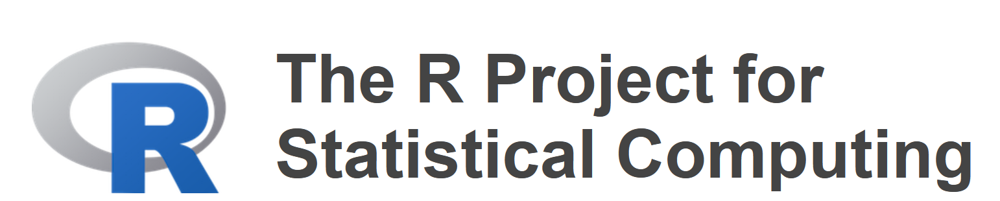 R
The R Project for
Statistical Computing